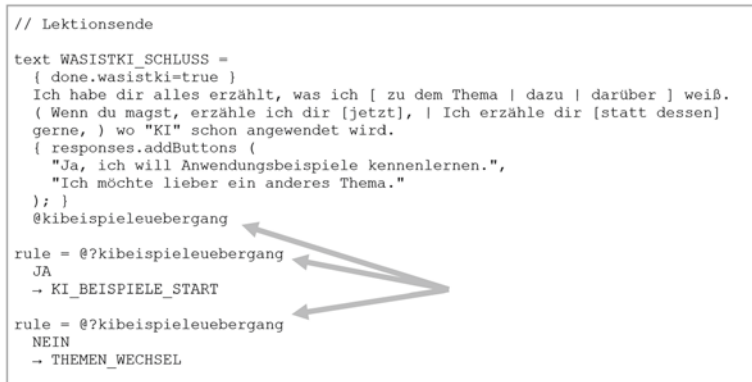 // Lektionsende
text WASISTKI_SCHLUSS =
{ done.wasistki=true }
Ich habe dir alles erzählt, was ich [ zu dem Thema | dazu | darüber ] weiß.
( Wenn du magst, erzähle ich dir [jetzt], | Ich erzähle dir [statt dessen]
gerne, ) wo "KI" schon angewendet wird.
{ responses.addButtons (
"Ja, ich will Anwendungsbeispiele kennenlernen.",
"Ich möchte lieber ein anderes Thema."
); }
@kibeispieleuebergang
rule = @?kibeispieleuebergang
JA
→ KI_BEISPIELE_START
rule = @?kibeispieleuebergang
NEIN
→ THEMEN_WECHSEL